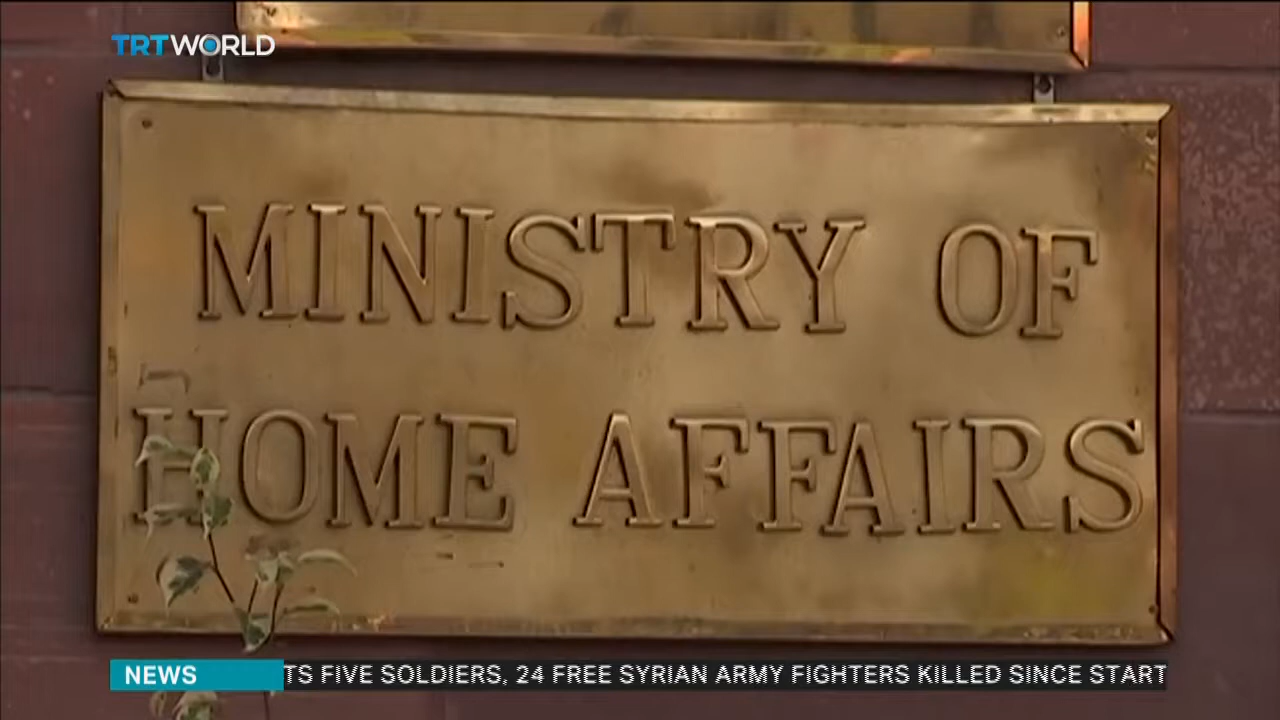 TRTWORLD
MINISTRY OF
HOME AFFAIRS
NEWS
TS FIVE SOLDIERS, 24 FREE SYRIAN ARMY FIGHTERS KILLED SINCE START